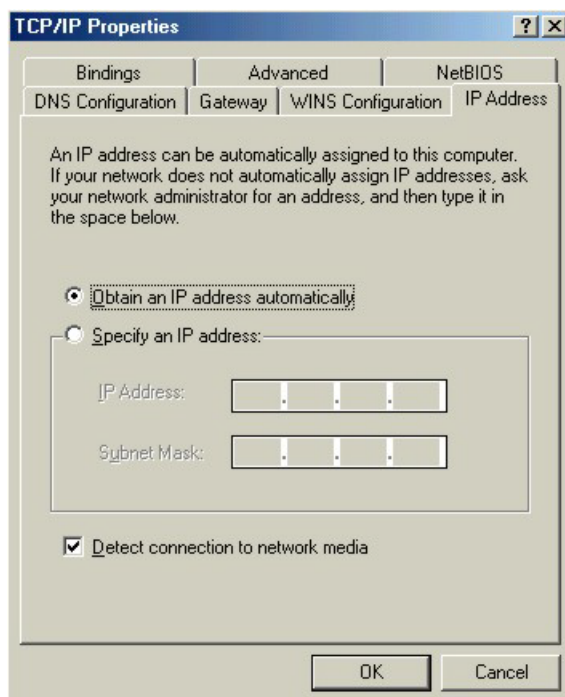 TCP/IP Properties
Bindings Advanced NetBIOS
DNS Configuration Gateway WINS Configuration IP Address
An IP address can be automatically assigned to this computer.
If your network does not automatically assign IP addresses, ask
your network administrator for an address, and then type it in
the space below.
Obtain an IP address automatically
Specify an IP address:
IP Address:
Subnet Mask:
Detect connection to network media
OK Cancel